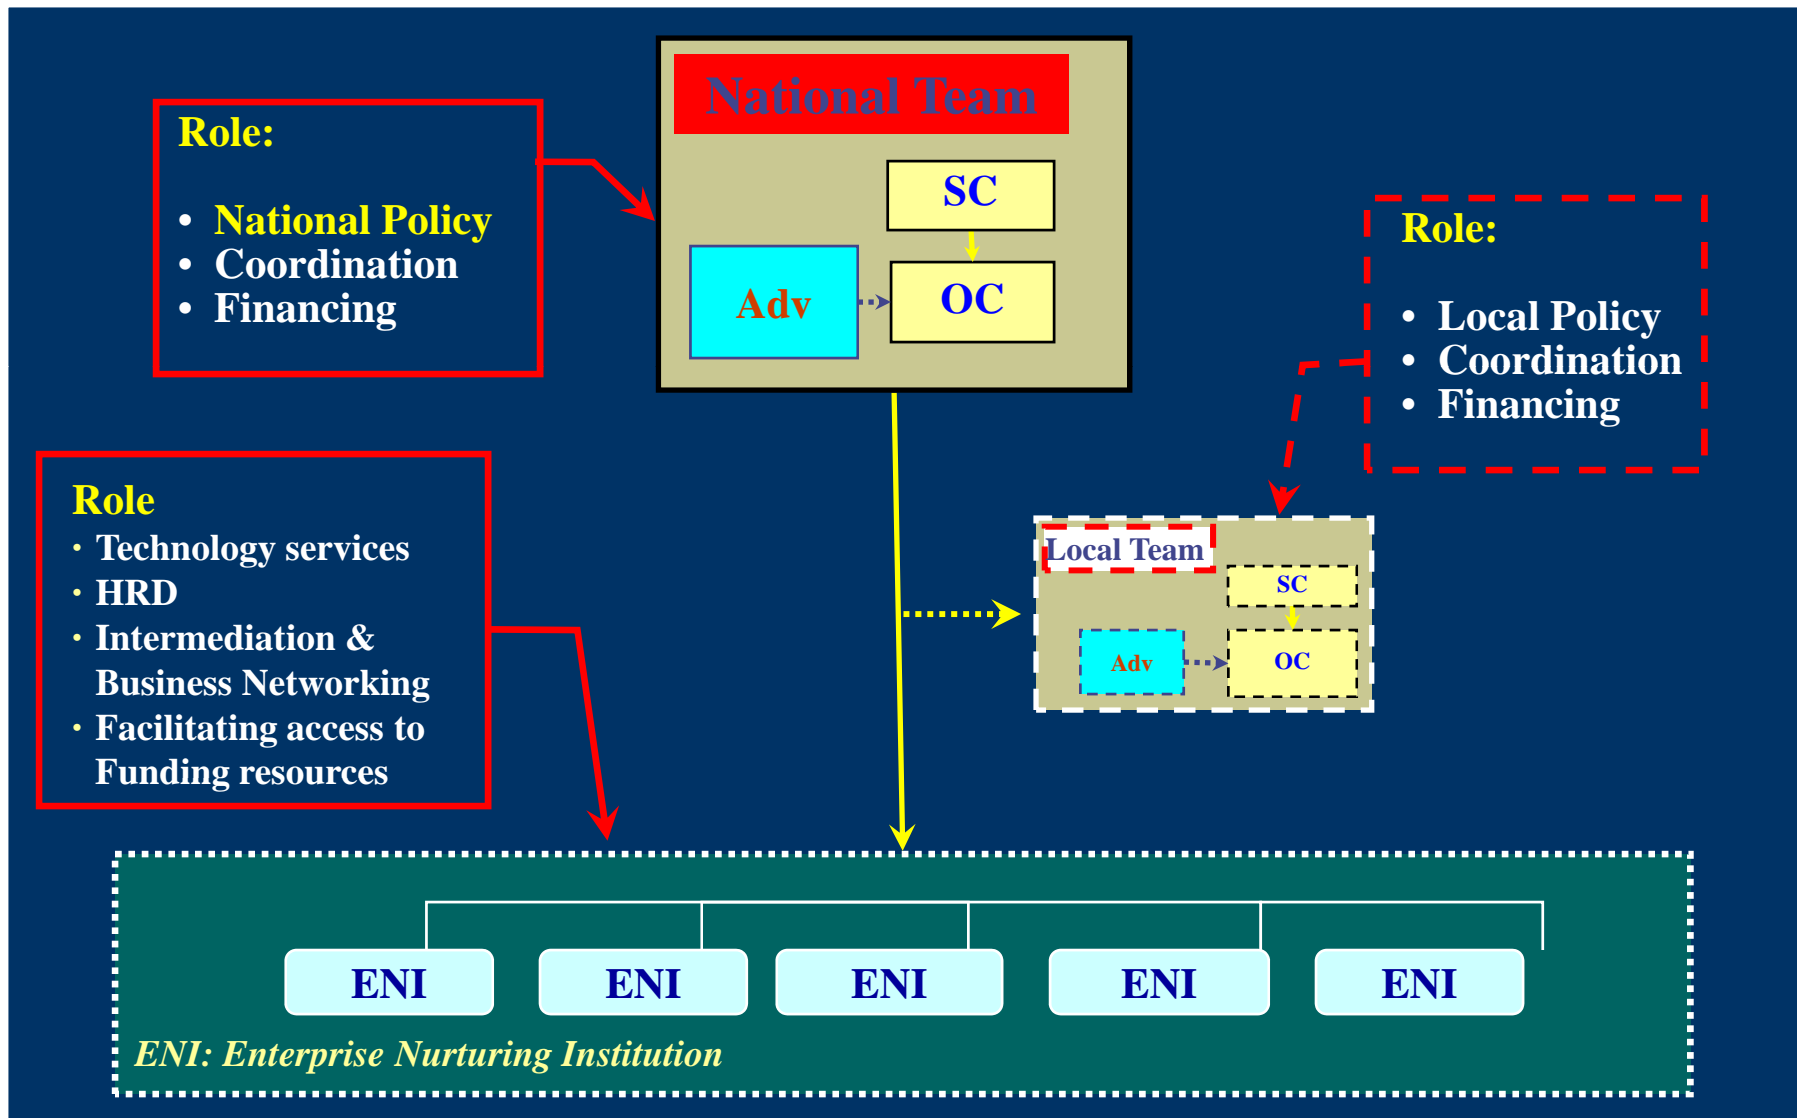 National Team
Role:
• National Policy
• Coordination
• Financing
SC
Adv
OC
Role:
• Local Policy
• Coordination
• Financing
Role
· Technology services
· HRD
· Intermediation &
Business Networking
· Facilitating access to
Funding resources
Local Team
SC
Adv
OC
ENI
ENI
ENI
ENI
ENI
ENI: Enterprise Nurturing Institution